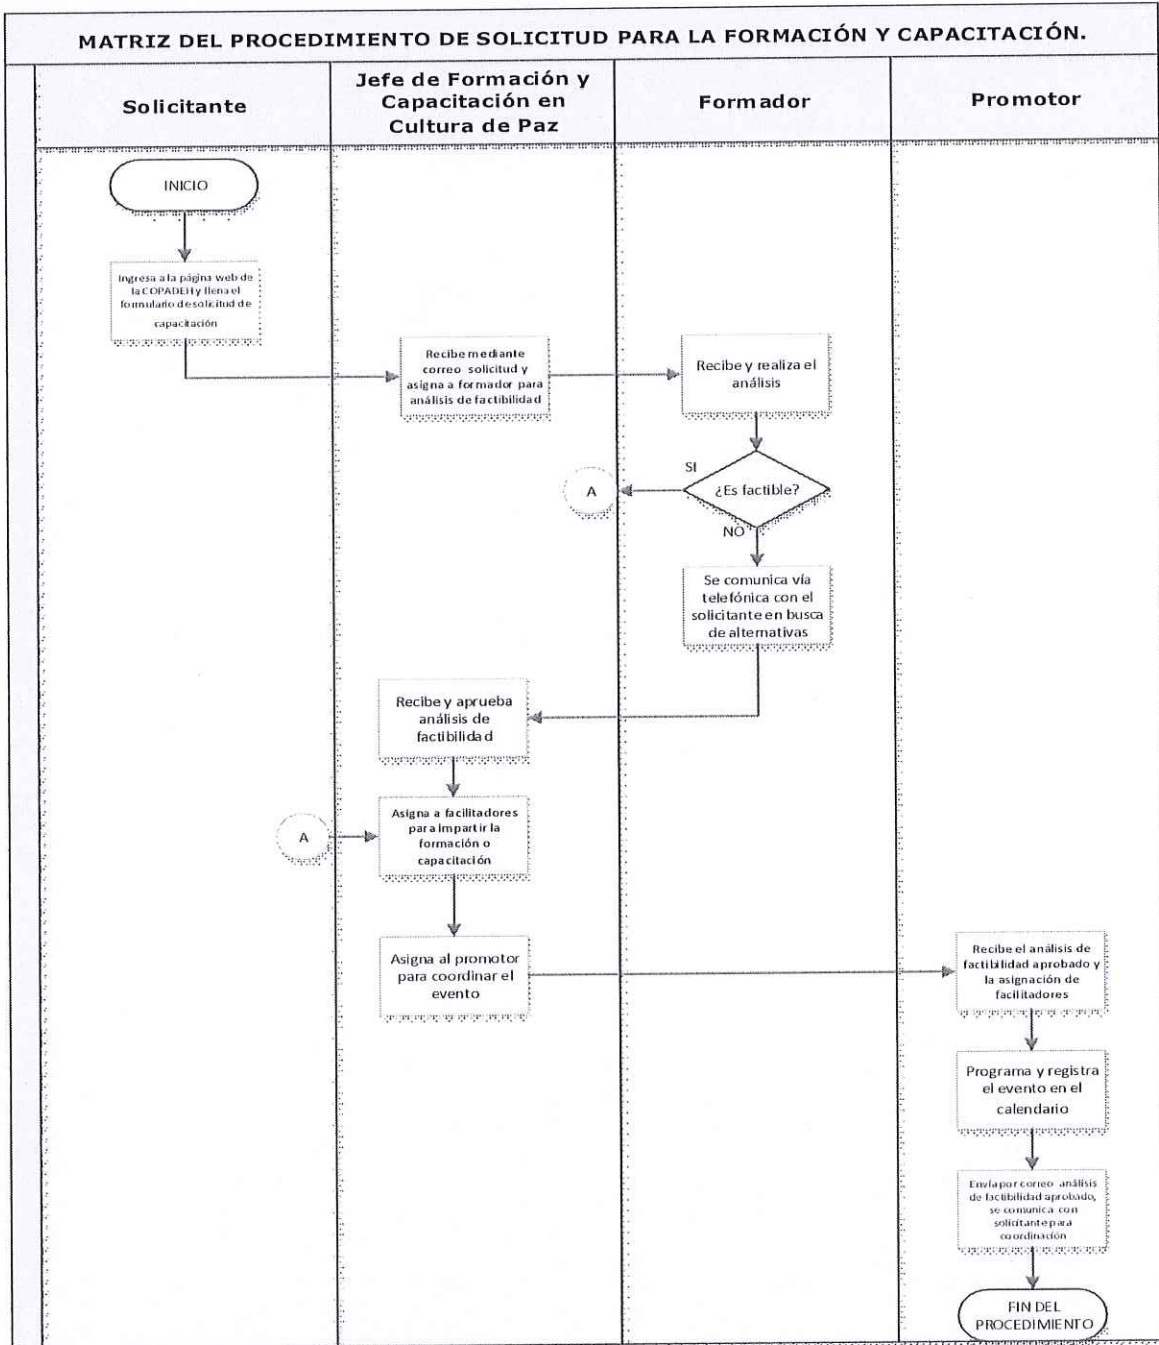 MATRIZ DEL PROCEDIMIENTO DE SOLICITUD PARA LA FORMACIÓN Y CAPACITACIÓN.
Solicitante
Jefe de Formación y
Capacitación en
Cultura de Paz
Formador
Promotor
INICIO
Ingresa a la página web de
la COPADEH y llena el
formulario de solicitud de
capacitación
Recibe mediante
correo solicitud y
asigna a formador para
análisis de factibilidad
Recibe y realiza el
análisis
SI
¿Es factible?
A
NO
Se comunica vía
telefónica con el
solicitante en busca
de alternativas
Recibe y aprueba
análisis de
factibilidad
A
Asigna a facilitadores
para impartir la
formación o
capacitación
Asigna al promotor
para coordinar el
evento
Recibe el análisis de
factibilidad aprobado y
la asignación de
facilitadores
Programa y registra
el evento en el
calendario
Envía por correo análisis
de factibilidad aprobado,
se comunica con
solicitante para
coordinación
FIN DEL
PROCEDIMIENTO